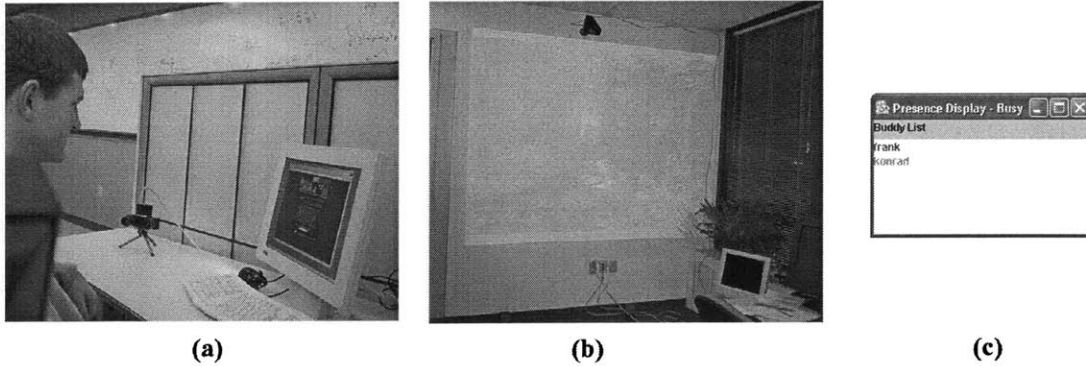 Presence Display - Busy
Buddy List
frank
konrad
(a)
(b)
(c)